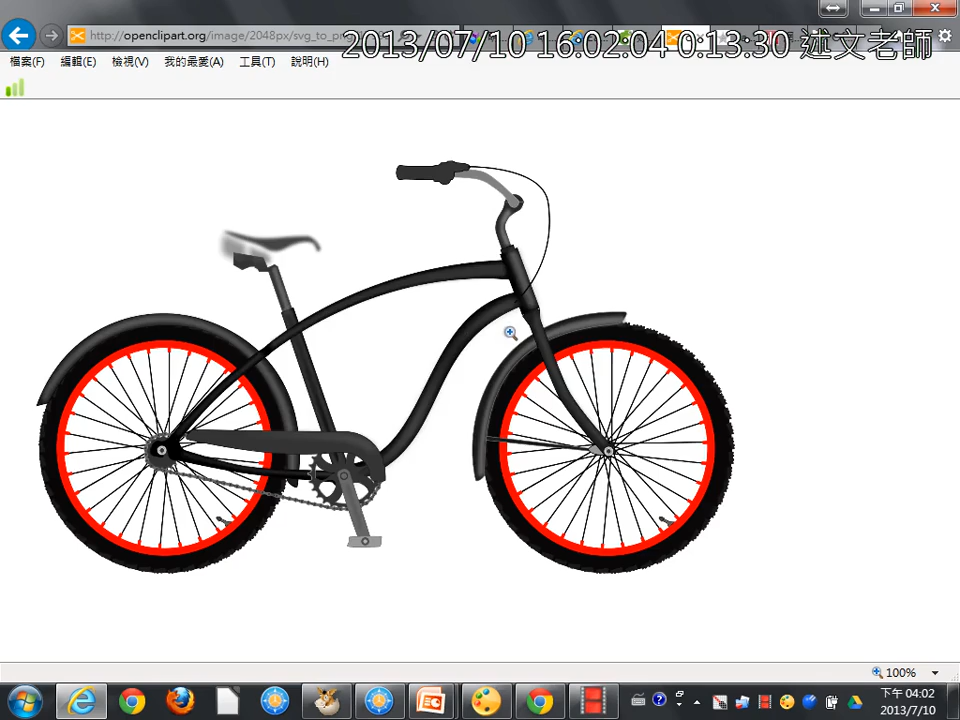 http://openclipart.org/image/2048px/svg_to_pn
2013/07/10 16:02:04 0:13:30 述文老師
檔案(F) 編輯(E) 檢視(V) 我的最愛(A) 工具(T) 說明(H)
100%
下午 04:02
2013/7/10